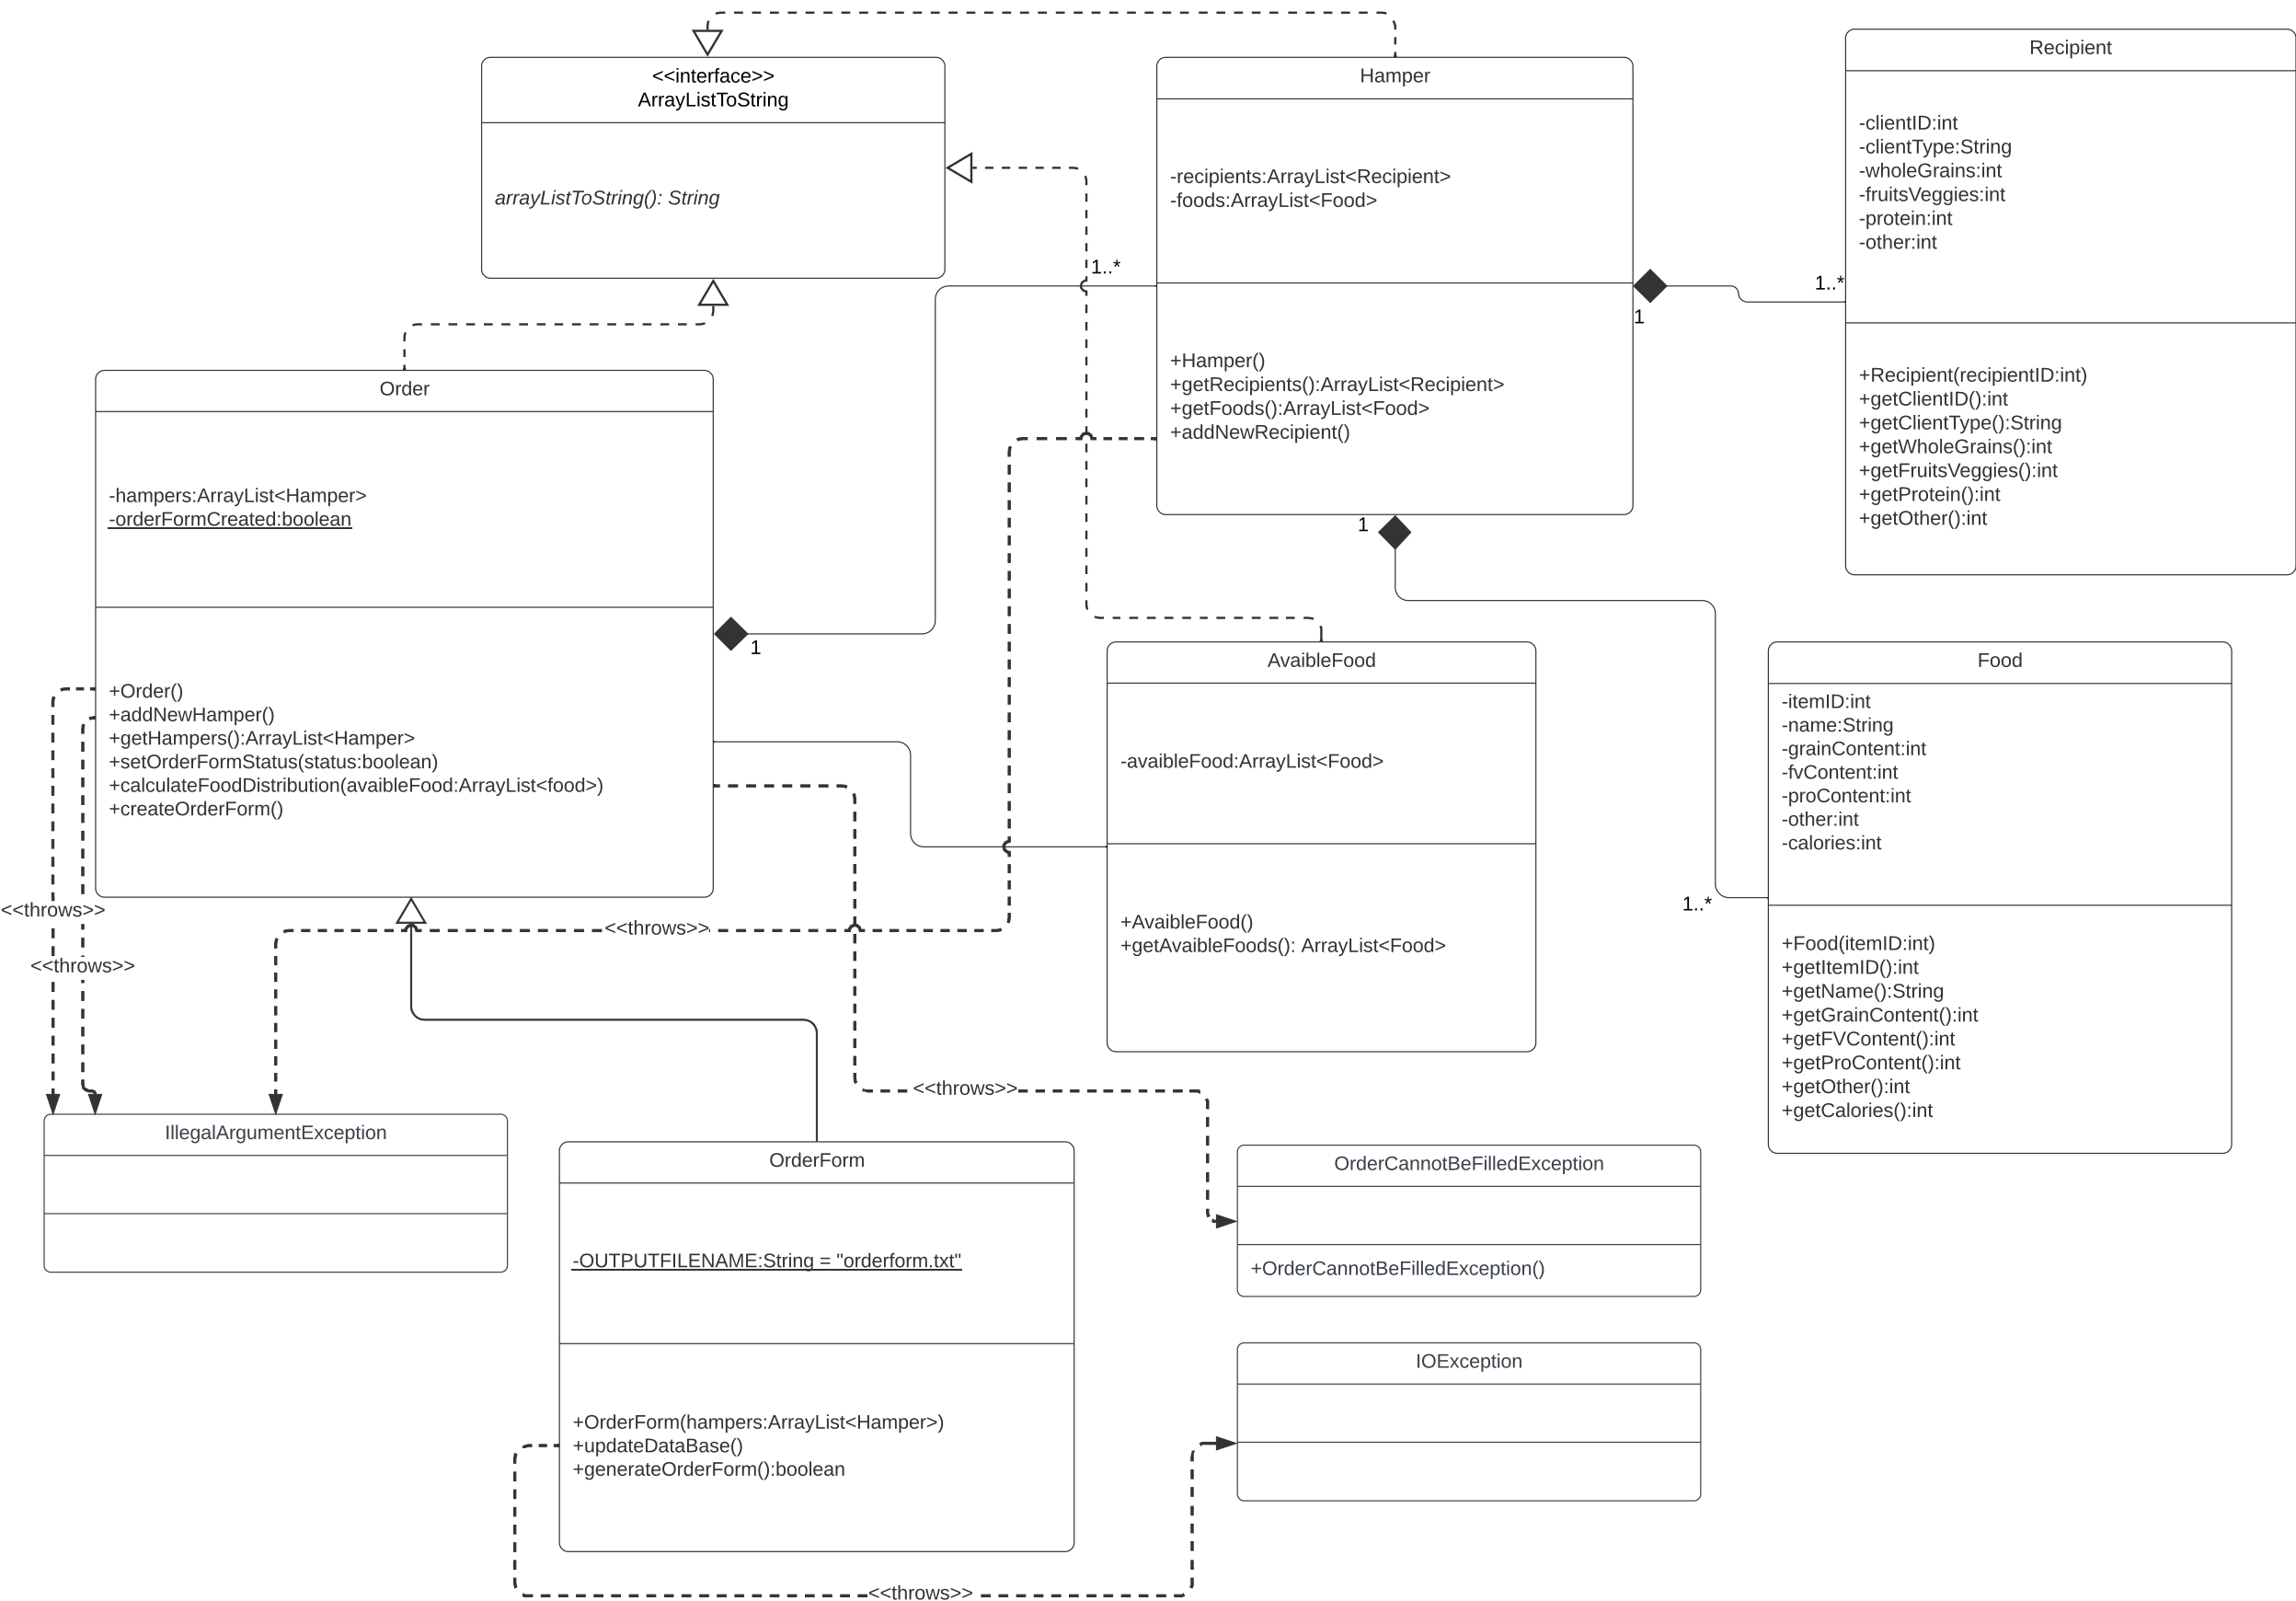 <<interface>>
ArrayListToString
arrayListToString(): String
Hamper
-recipients:ArrayList<Recipient>
-foods:ArrayList<Food>
+Hamper()
+getRecipients():ArrayList<Recipient>
+getFoods():ArrayList<Food>
+addNewRecipient()
Recipient
-clientID:int
-clientType:String
-wholeGrains:int
-fruitsVeggies:int
-protein:int
-other:int
+Recipient(recipientID:int)
+getClientID():int
+getClientType():String
+getWholeGrains():int
+getFruitsVeggies():int
+getProtein():int
+getOther():int
1..*
1..*
1
1
Order
-hampers:ArrayList<Hamper>
-orderFormCreated:boolean
+Order()
+addNewHamper()
+getHampers():ArrayList<Hamper>
+setOrderFormStatus(status:boolean)
+calculateFoodDistribution(avaibleFood:ArrayList<food>)
+createOrderForm()
1
AvaibleFood
-avaibleFood:ArrayList<Food>
+AvaibleFood()
+getAvaibleFoods(): ArrayList<Food>
Food
-itemID:int
-name:String
-grainContent:int
-fvContent:int
-proContent:int
-other:int
-calories:int
+Food(itemID:int)
+getItemID():int
+getName():String
+getGrainContent():int
+getFVContent():int
+getProContent():int
+getOther():int
+getCalories():int
1..*
<<throws>>
<<throws>>
<<throws>>
<<throws>>
IllegalArgumentException
OrderForm
-OUTPUTFILENAME:String = "orderform.txt"
+OrderForm(hampers:ArrayList<Hamper>)
+updateDataBase()
+generateOrderForm():boolean
OrderCannotBeFilledException
+OrderCannotBeFilledException()
IOException
<<throws>>